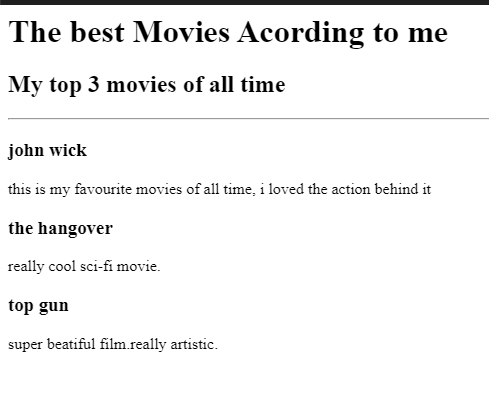 The best Movies Acording to me
My top 3 movies of all time
john wick
this is my favourite movies of all time, i loved the action behind it
the hangover
really cool sci-fi movie.
top gun
super beatiful film.really artistic.